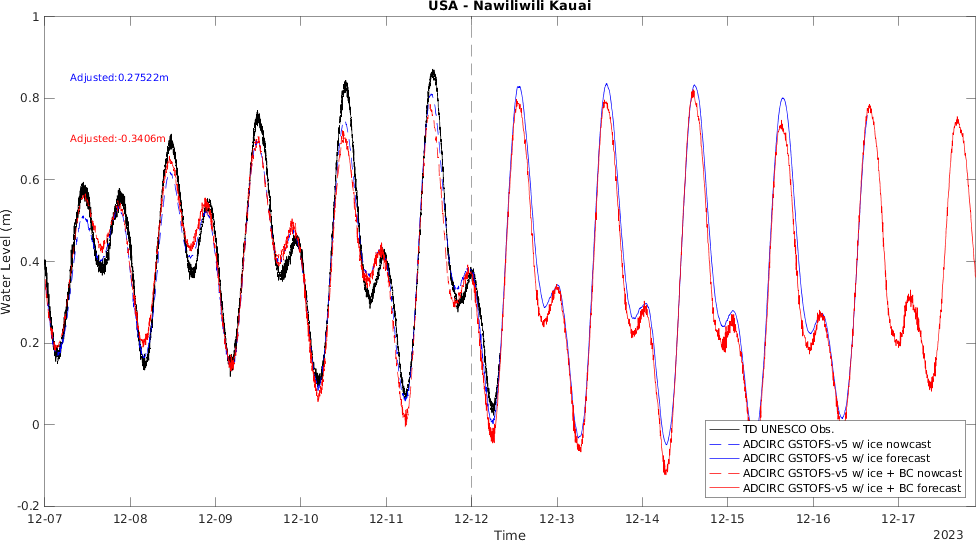 USA - Nawiliwili Kauai
1
0.8
0.6
0.4
0.2
0
-0.2
Water Level (m)
Adjusted:0.27522m
Adjusted:-0.3406m
TD UNESCO Obs.
ADCIRC GSTOFS-v5 w/ ice nowcast
ADCIRC GSTOFS-v5 w/ ice forecast
ADCIRC GSTOFS-v5 w/ ice + BC nowcast
ADCIRC GSTOFS-v5 w/ ice + BC forecast
12-07 12-08 12-09 12-10 12-11 12-12 12-13 12-14 12-15 12-16 12-17
Time
2023